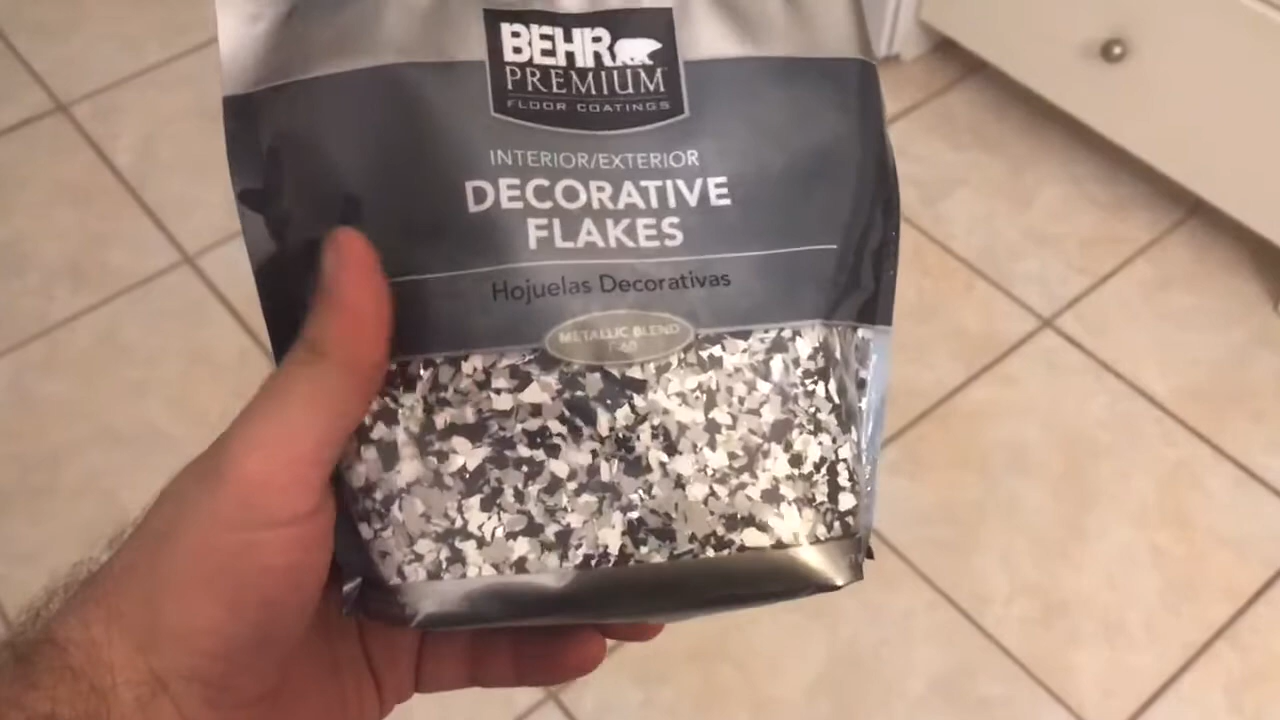 BEHR
PREMIUM
FLOOR COATINGS
INTERIOR/EXTERIOR
DECORATIVE
FLAKES
Hojuelas Decorativas
METALLIC BLEND